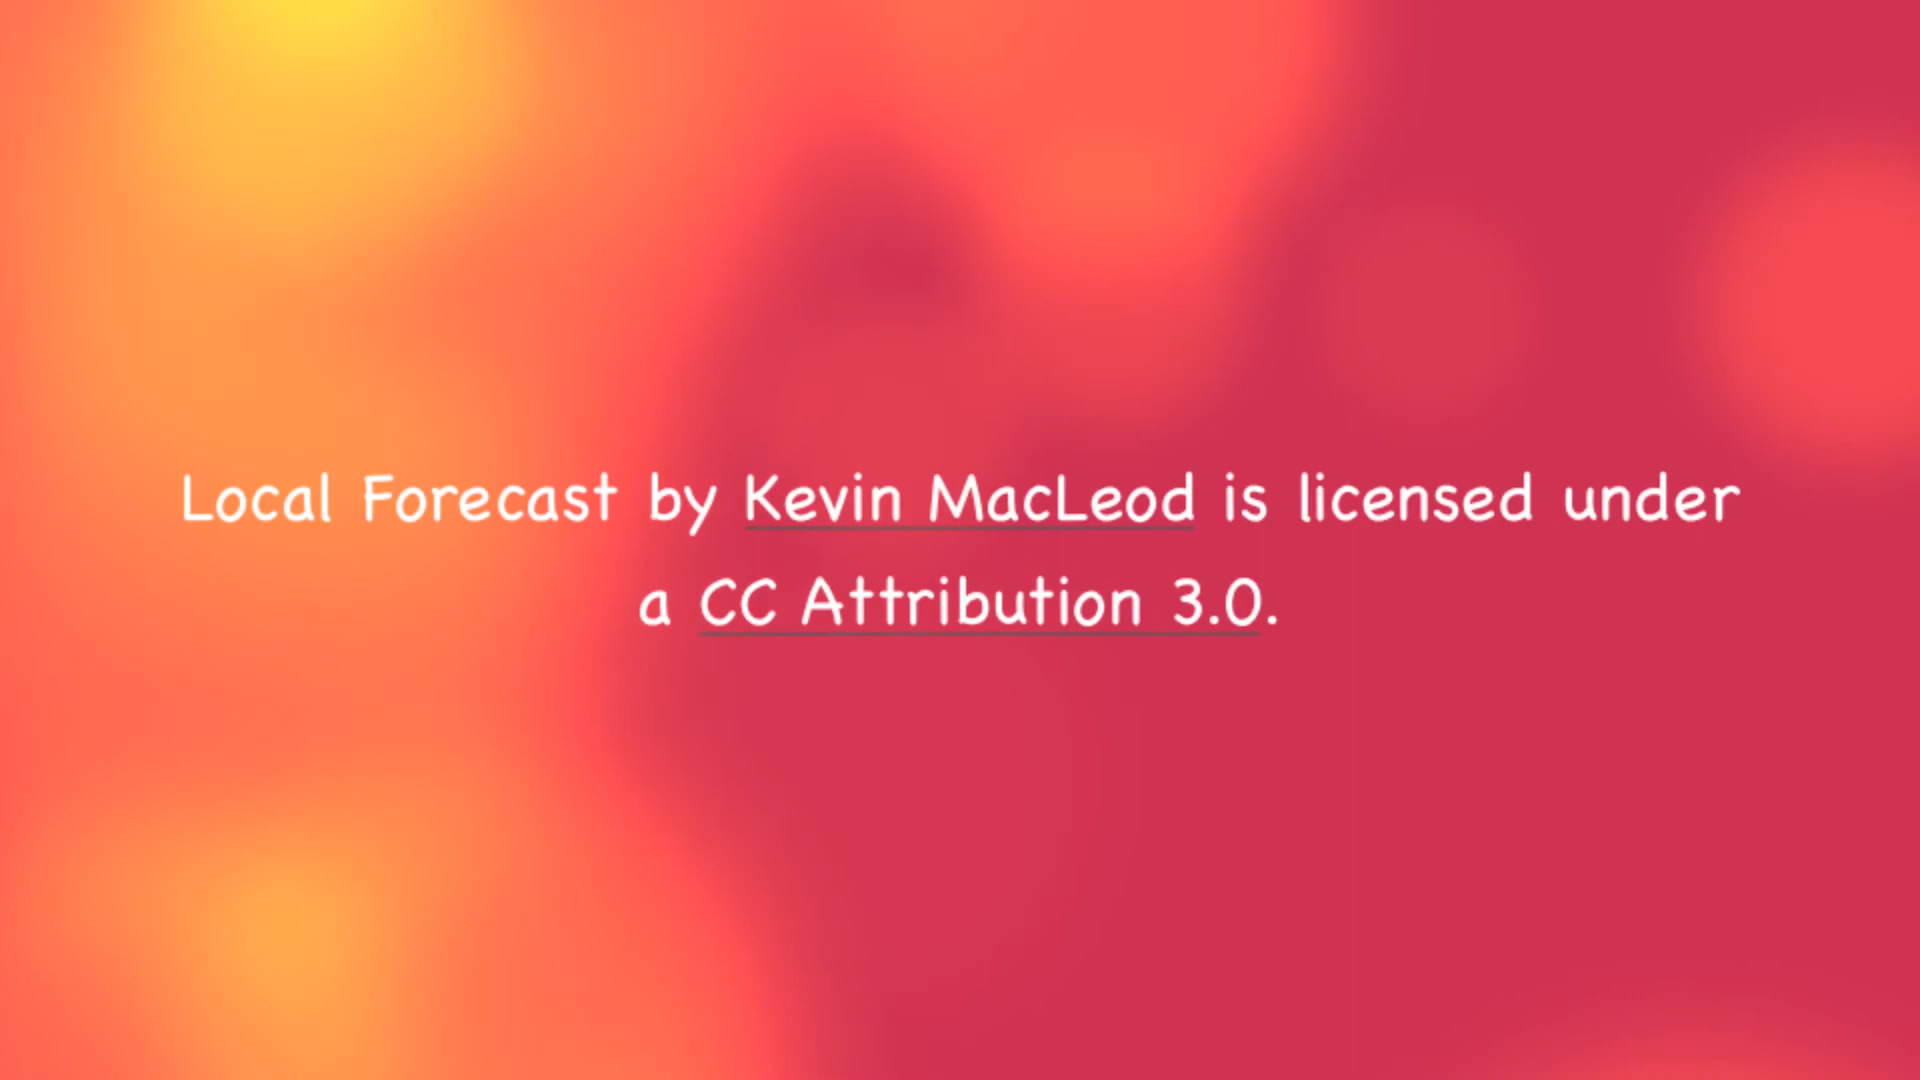 Local Forecast by Kevin MacLeod is licensed under
a CC Attribution 3.0.